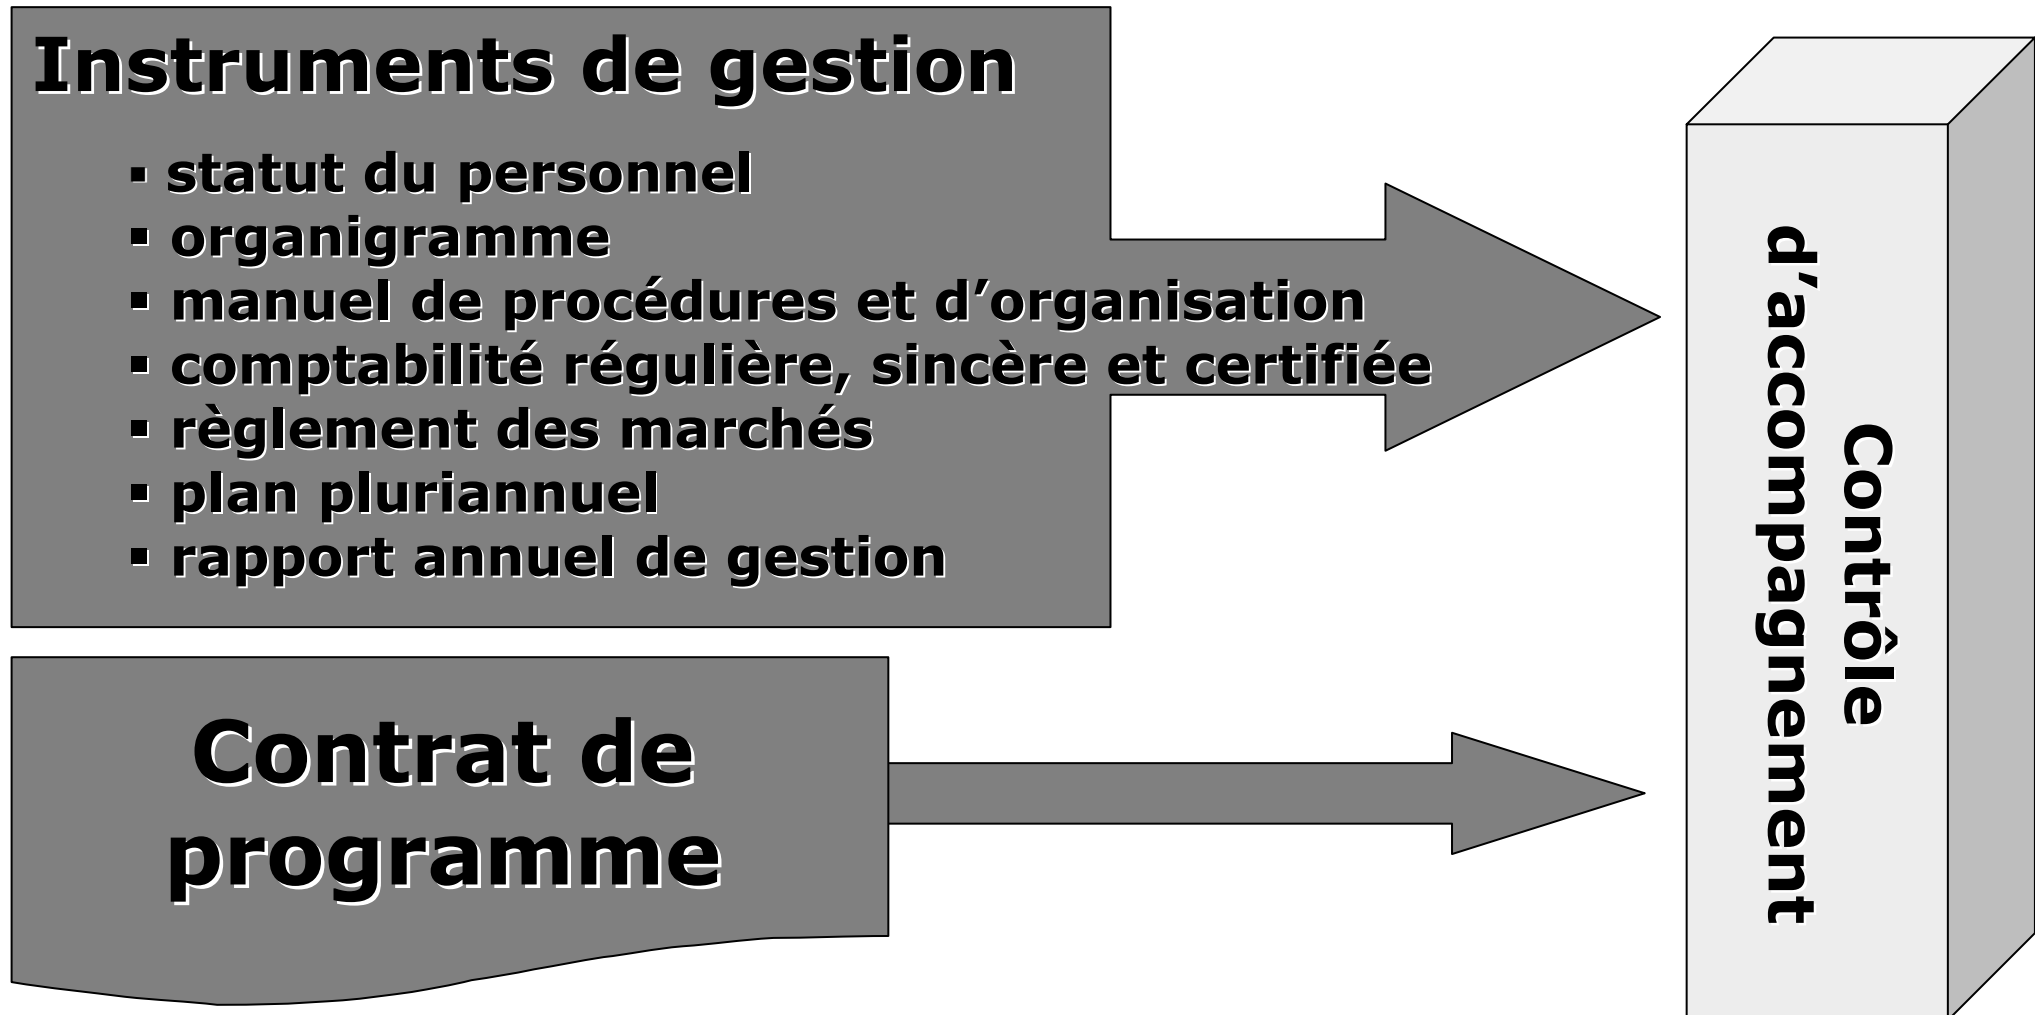 Instruments de gestion
▪ statut du personnel
▪ organigramme
▪ manuel de procédures et d’organisation
▪ comptabilité régulière, sincère et certifiée
▪ règlement des marchés
▪ plan pluriannuel
▪ rapport annuel de gestion
Contrat de
programme
Contrôle
d’accompagnement